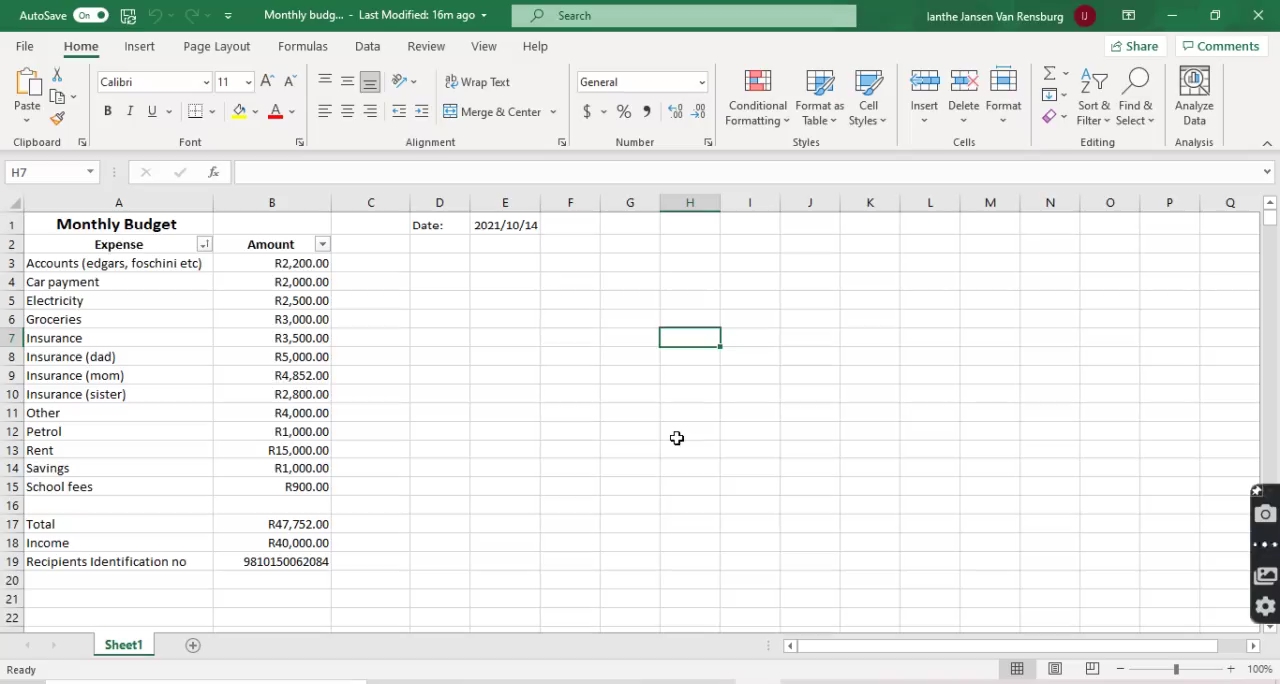 AutoSave On Monthly budg... - Last Modified: 16m ago Search Ianthe Jansen Van Rensburg IJ
File Home Insert Page Layout Formulas Data Review View Help Share Comments
Paste Calibri 11 A A Wrap Text General Conditional Formatting Format as Table Cell Styles Insert Delete Format Sort & Filter Find & Select Analyze Data
B I U A Merge & Center $ % ,
Clipboard Font Alignment Number Styles Cells Editing Analysis
H7 fx
A B C D E F G H I J K L M N O P Q
1 Monthly Budget Date: 2021/10/14
2 Expense Amount
3 Accounts (edgars, foschini etc) R2,200.00
4 Car payment R2,000.00
5 Electricity R2,500.00
6 Groceries R3,000.00
7 Insurance R3,500.00
8 Insurance (dad) R5,000.00
9 Insurance (mom) R4,852.00
10 Insurance (sister) R2,800.00
11 Other R4,000.00
12 Petrol R1,000.00
13 Rent R15,000.00
14 Savings R1,000.00
15 School fees R900.00
16
17 Total R47,752.00
18 Income R40,000.00
19 Recipients Identification no 9810150062084
20
21
22
Sheet1
Ready 100%